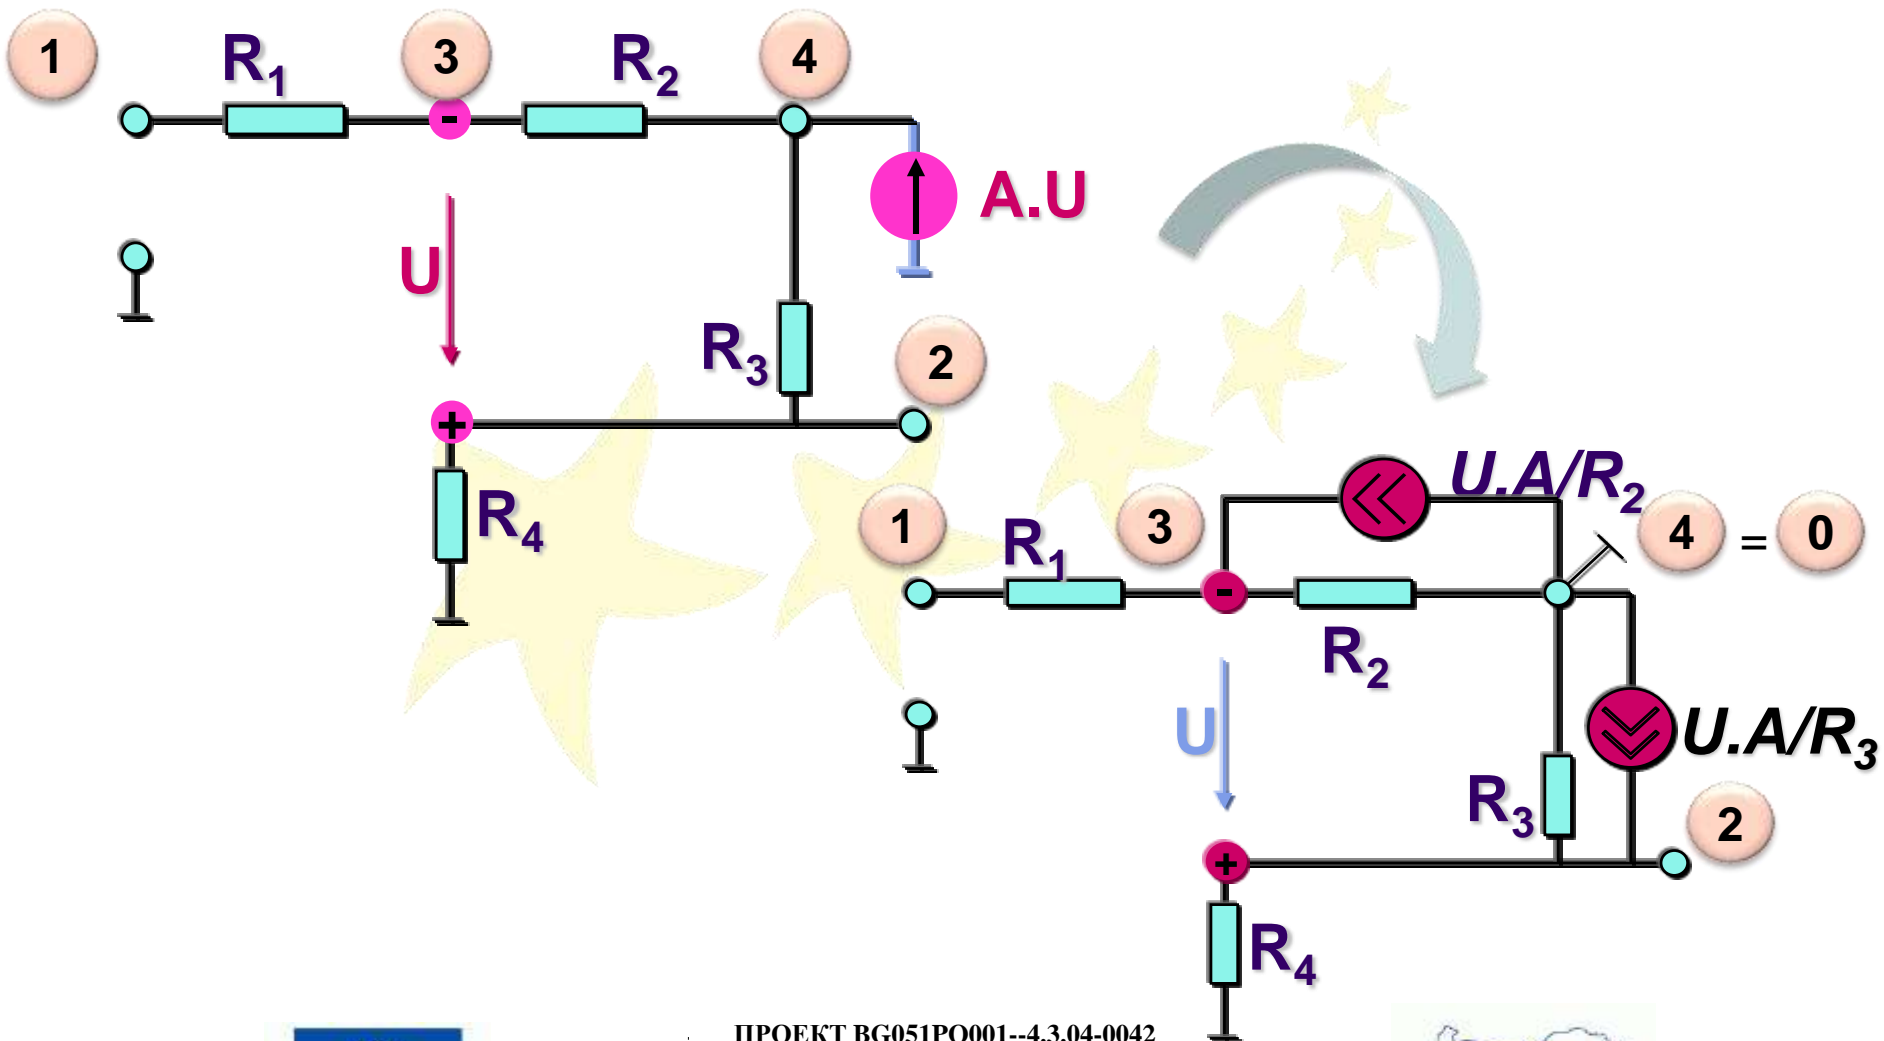 1
R1
3
R2
4
A.U
U
R3
2
+
R4
1
R1
3
U.A/R2
4 = 0
-
R2
U
U.A/R3
R3
2
+
R4
ПРОЕКТ BG051PO001--4.3.04-0042